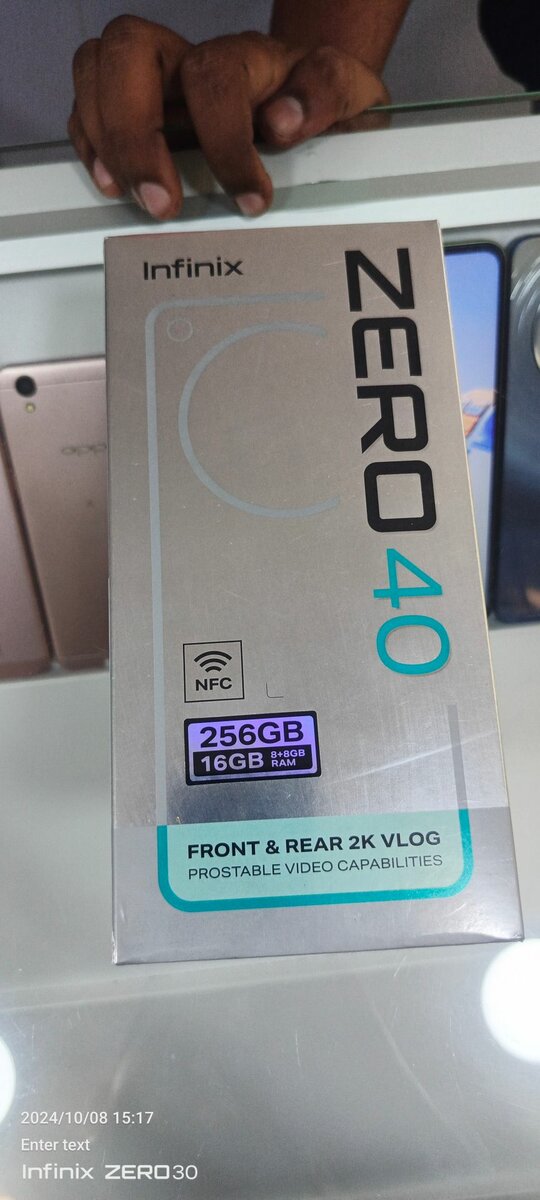 Infinix
ZERO 40
oppo
NFC
256GB
16GB 8+8GB RAM
FRONT & REAR 2K VLOG
PROSTABLE VIDEO CAPABILITIES
2024/10/08 15:17
Enter text
Infinix ZERO30